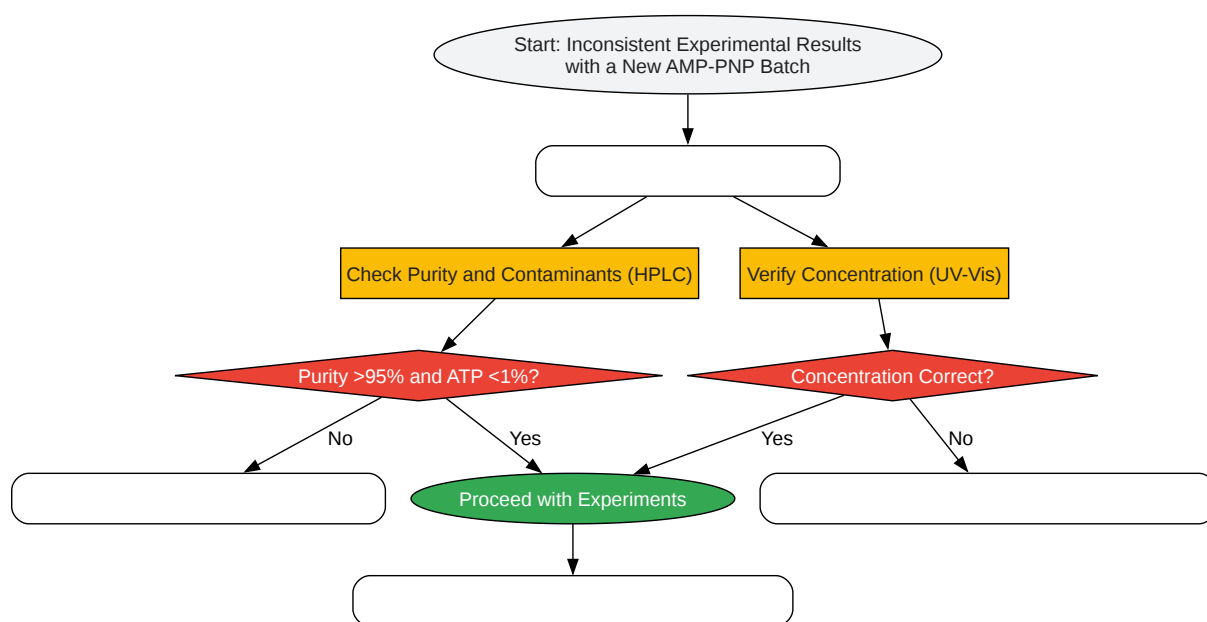 Start: Inconsistent Experimental Results
with a New AMP-PNP Batch
Check Purity and Contaminants (HPLC)
Verify Concentration (UV-Vis)
Purity >95% and ATP <1%?
Concentration Correct?
No
Yes
Yes
No
Proceed with Experiments